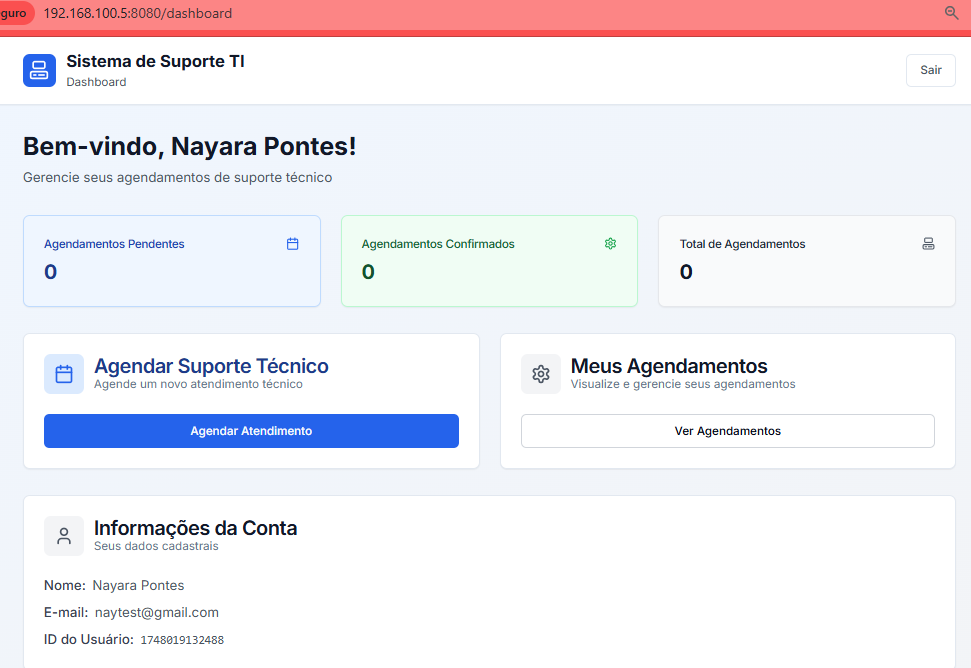 guro 192.168.100.5:8080/dashboard
Sistema de Suporte TI
Dashboard
Sair
Bem-vindo, Nayara Pontes!
Gerencie seus agendamentos de suporte técnico
Agendamentos Pendentes
0
Agendamentos Confirmados
0
Total de Agendamentos
0
Agendar Suporte Técnico
Agende um novo atendimento técnico
Agendar Atendimento
Meus Agendamentos
Visualize e gerencie seus agendamentos
Ver Agendamentos
Informações da Conta
Seus dados cadastrais
Nome: Nayara Pontes
E-mail: naytest@gmail.com
ID do Usuário: 1748019132488